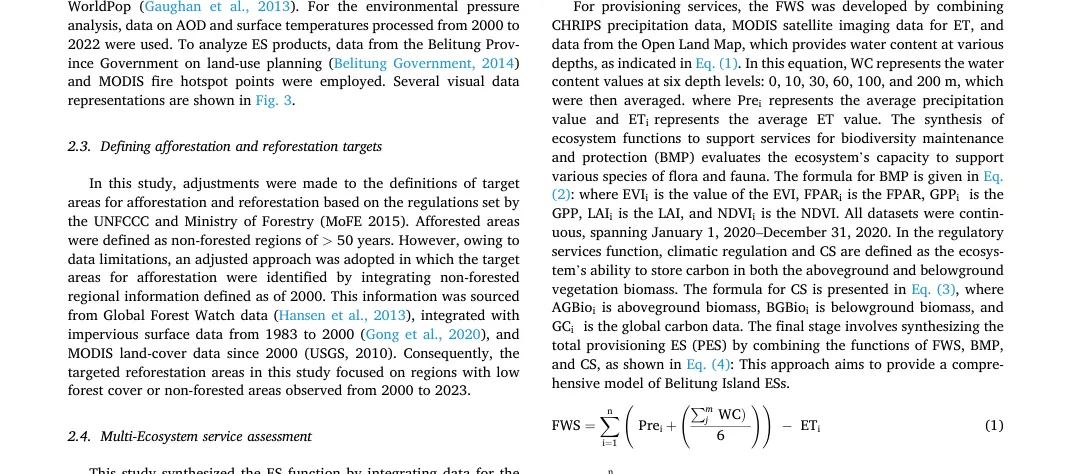 WorldPop (Gaughan et al., 2013). For the environmental pressure
analysis, data on AOD and surface temperatures processed from 2000 to
2022 were used. To analyze ES products, data from the Belitung Prov-
ince Government on land-use planning (Belitung Government, 2014)
and MODIS fire hotspot points were employed. Several visual data
representations are shown in Fig. 3.
2.3. Defining afforestation and reforestation targets
In this study, adjustments were made to the definitions of target
areas for afforestation and reforestation based on the regulations set by
the UNFCCC and Ministry of Forestry (MoFE 2015). Afforested areas
were defined as non-forested regions of > 50 years. However, owing to
data limitations, an adjusted approach was adopted in which the target
areas for afforestation were identified by integrating non-forested
regional information defined as of 2000. This information was sourced
from Global Forest Watch data (Hansen et al., 2013), integrated with
impervious surface data from 1983 to 2000 (Gong et al., 2020), and
MODIS land-cover data since 2000 (USGS, 2010). Consequently, the
targeted reforestation areas in this study focused on regions with low
forest cover or non-forested areas observed from 2000 to 2023.
2.4. Multi-Ecosystem service assessment
This study synthesized the ES function by integrating data for the
For provisioning services, the FWS was developed by combining
CHRIPS precipitation data, MODIS satellite imaging data for ET, and
data from the Open Land Map, which provides water content at various
depths, as indicated in Eq. (1). In this equation, WC represents the water
content values at six depth levels: 0, 10, 30, 60, 100, and 200 m, which
were then averaged. where Preᵢ represents the average precipitation
value and ETᵢ represents the average ET value. The synthesis of
ecosystem functions to support services for biodiversity maintenance
and protection (BMP) evaluates the ecosystem's capacity to support
various species of flora and fauna. The formula for BMP is given in Eq.
(2): where EVIᵢ is the value of the EVI, FPARᵢ is the FPAR, GPPᵢ is the
GPP, LAIᵢ is the LAI, and NDVIᵢ is the NDVI. All datasets were contin-
uous, spanning January 1, 2020–December 31, 2020. In the regulatory
services function, climatic regulation and CS are defined as the ecosys-
tem's ability to store carbon in both the aboveground and belowground
vegetation biomass. The formula for CS is presented in Eq. (3), where
AGBioᵢ is aboveground biomass, BGBioᵢ is belowground biomass, and
GCᵢ is the global carbon data. The final stage involves synthesizing the
total provisioning ES (PES) by combining the functions of FWS, BMP,
and CS, as shown in Eq. (4): This approach aims to provide a compre-
hensive model of Belitung Island ESs.
FWS = ∑ⁿᵢ₌₁ ( Preᵢ + ( (∑ⱼᵐ WC) / 6 ) ) − ETᵢ (1)
n